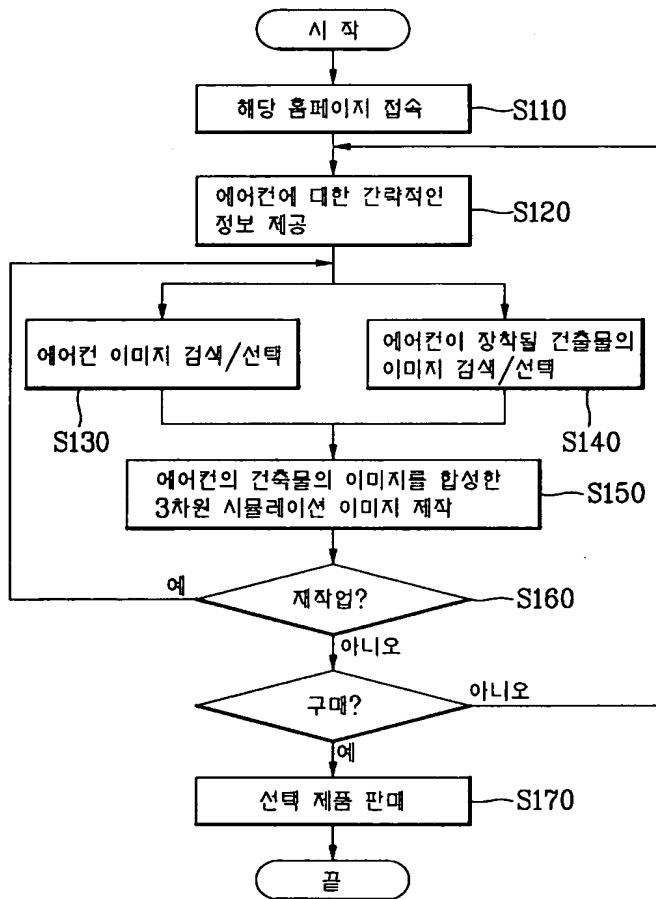 시 작
해당 홈페이지 접속
S110
에어컨에 대한 간략적인
정보 제공
S120
에어컨 이미지 검색/선택
S130
에어컨이 장착될 건출물의
이미지 검색/선택
S140
에어컨의 건축물의 이미지를 합성한
3차원 시뮬레이션 이미지 제작
S150
예
재작업?
S160
아니오
구매?
아니오
예
선택 제품 판매
S170
끝